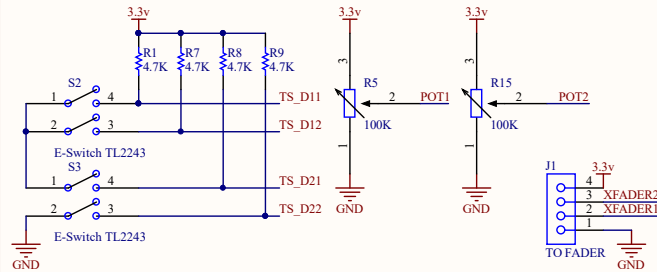 3.3v
3.3v
3.3v
R1
4.7K
R7
4.7K
R8
4.7K
R9
4.7K
S2
1
4
TS_D11
2
3
TS_D12
E-Switch TL2243
S3
1
4
TS_D21
2
3
TS_D22
E-Switch TL2243
GND
3
R5
2
POT1
100K
1
GND
3
R15
2
POT2
100K
1
GND
J1
3.3v
4
3
XFADER2
2
XFADER1
1
TO FADER
GND